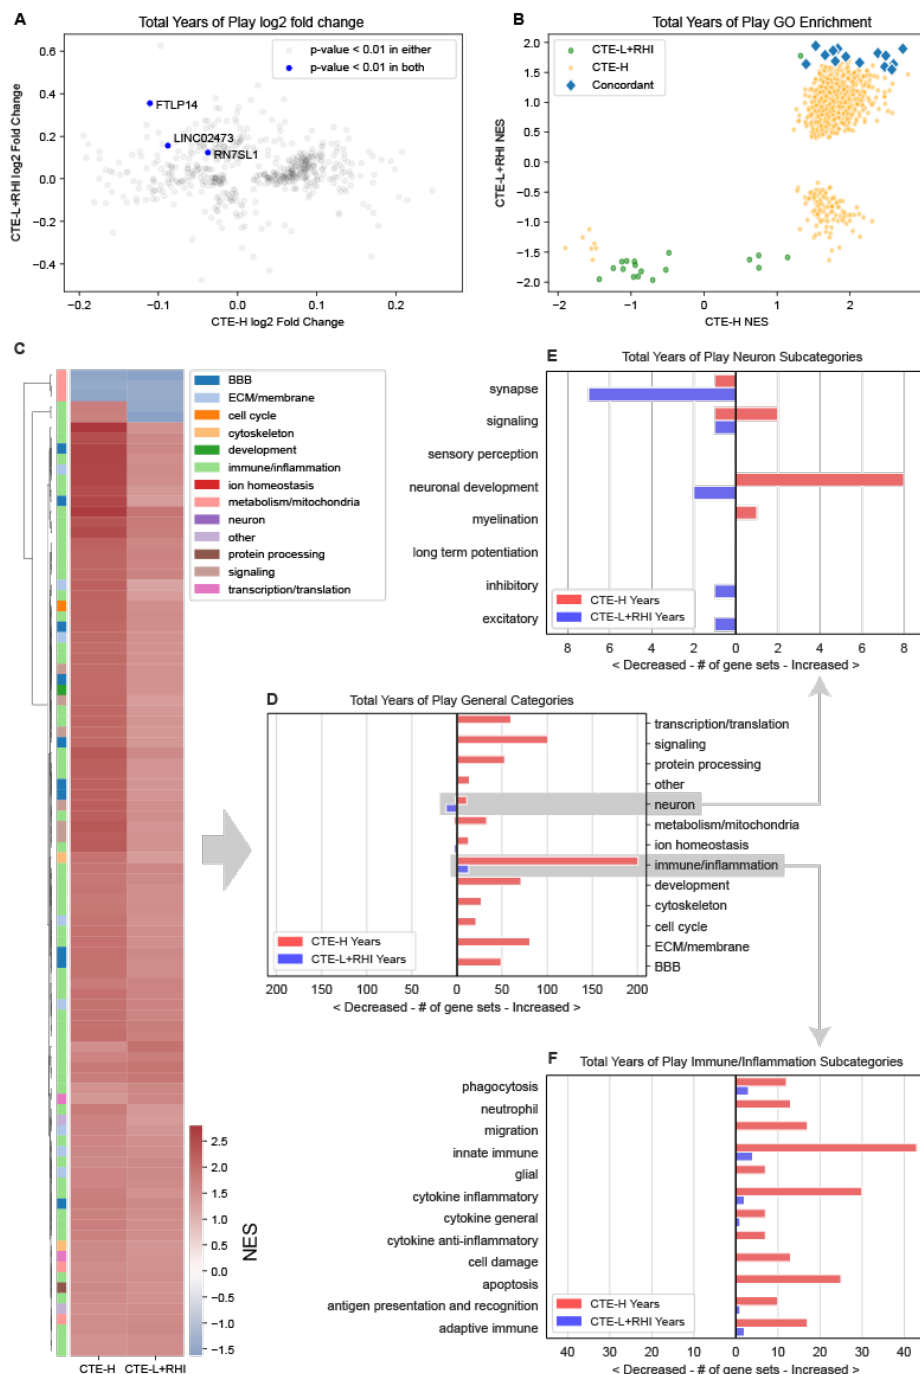 A
Total Years of Play log2 fold change
p-value < 0.01 in either
p-value < 0.01 in both
FTLP14
LINC02473
RN7SL1
0.6
0.4
0.2
0.0
−0.2
−0.4
CTE-L+RHI log2 Fold Change
−0.2
−0.1
0.0
0.1
0.2
CTE-H log2 Fold Change
B
Total Years of Play GO Enrichment
CTE-L+RHI
CTE-H
Concordant
2.0
1.5
1.0
0.5
0.0
−0.5
−1.0
−1.5
−2.0
CTE-L+RHI NES
−2
−1
0
1
2
CTE-H NES
C
BBB
ECM/membrane
cell cycle
cytoskeleton
development
immune/inflammation
ion homeostasis
metabolism/mitochondria
neuron
other
protein processing
signaling
transcription/translation
2.5
2.0
1.5
1.0
0.5
0.0
−0.5
−1.0
−1.5
NES
CTE-H
CTE-L+RHI
E
Total Years of Play Neuron Subcategories
synapse
signaling
sensory perception
neuronal development
myelination
long term potentiation
inhibitory
excitatory
CTE-H Years
CTE-L+RHI Years
8 6 4 2 0 2 4 6 8
< Decreased - # of gene sets - Increased >
D
Total Years of Play General Categories
transcription/translation
signaling
protein processing
other
neuron
metabolism/mitochondria
ion homeostasis
immune/inflammation
development
cytoskeleton
cell cycle
ECM/membrane
BBB
CTE-H Years
CTE-L+RHI Years
200 150 100 50 0 50 100 150 200
< Decreased - # of gene sets - Increased >
F
Total Years of Play Immune/Inflammation Subcategories
phagocytosis
neutrophil
migration
innate immune
glial
cytokine inflammatory
cytokine general
cytokine anti-inflammatory
cell damage
apoptosis
antigen presentation and recognition
adaptive immune
CTE-H Years
CTE-L+RHI Years
40 30 20 10 0 10 20 30 40
< Decreased - # of gene sets - Increased >